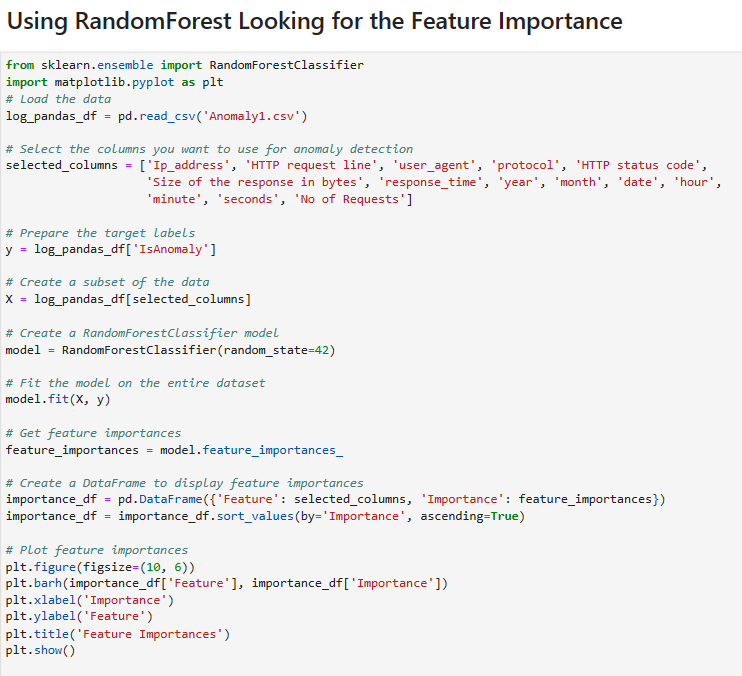 Using RandomForest Looking for the Feature Importance
from sklearn.ensemble import RandomForestClassifier
import matplotlib.pyplot as plt
# Load the data
log_pandas_df = pd.read_csv('Anomaly1.csv')
# Select the columns you want to use for anomaly detection
selected_columns = ['Ip_address', 'HTTP request line', 'user_agent', 'protocol', 'HTTP status code',
'Size of the response in bytes', 'response_time', 'year', 'month', 'date', 'hour',
'minute', 'seconds', 'No of Requests']
# Prepare the target labels
y = log_pandas_df['IsAnomaly']
# Create a subset of the data
X = log_pandas_df[selected_columns]
# Create a RandomForestClassifier model
model = RandomForestClassifier(random_state=42)
# Fit the model on the entire dataset
model.fit(X, y)
# Get feature importances
feature_importances = model.feature_importances_
# Create a DataFrame to display feature importances
importance_df = pd.DataFrame({'Feature': selected_columns, 'Importance': feature_importances})
importance_df = importance_df.sort_values(by='Importance', ascending=True)
# Plot feature importances
plt.figure(figsize=(10, 6))
plt.barh(importance_df['Feature'], importance_df['Importance'])
plt.xlabel('Importance')
plt.ylabel('Feature')
plt.title('Feature Importances')
plt.show()